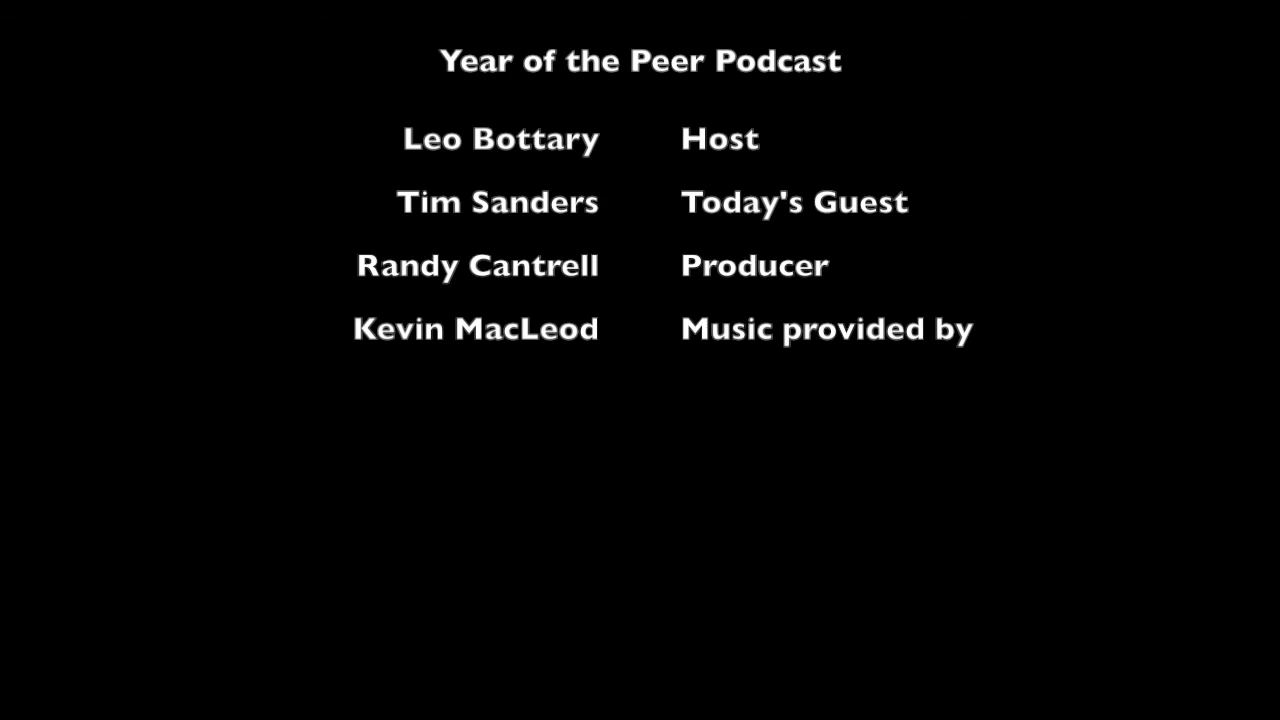 Year of the Peer Podcast
Leo Bottary Host
Tim Sanders Today's Guest
Randy Cantrell Producer
Kevin MacLeod Music provided by